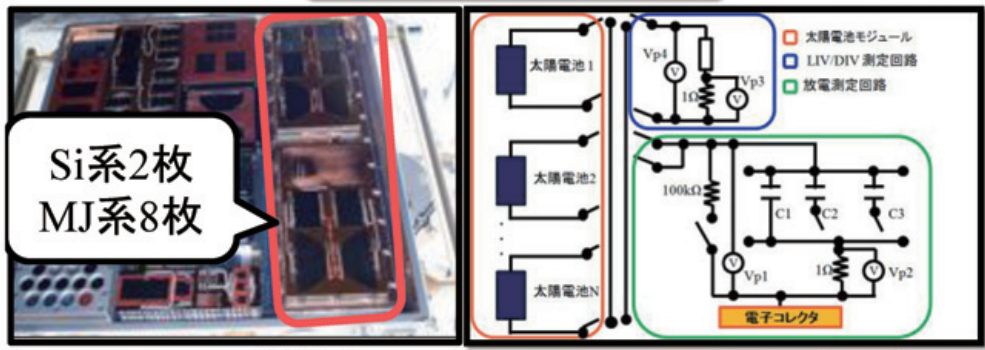 Si系2枚
MJ系8枚
太陽電池1
太陽電池2
太陽電池N
Vp4
V
1Ω
V
Vp3
太陽電池モジュール
LIV/DIV 測定回路
放電測定回路
100kΩ
C1
C2
C3
V
Vp1
1Ω
V
Vp2
電子コレクタ